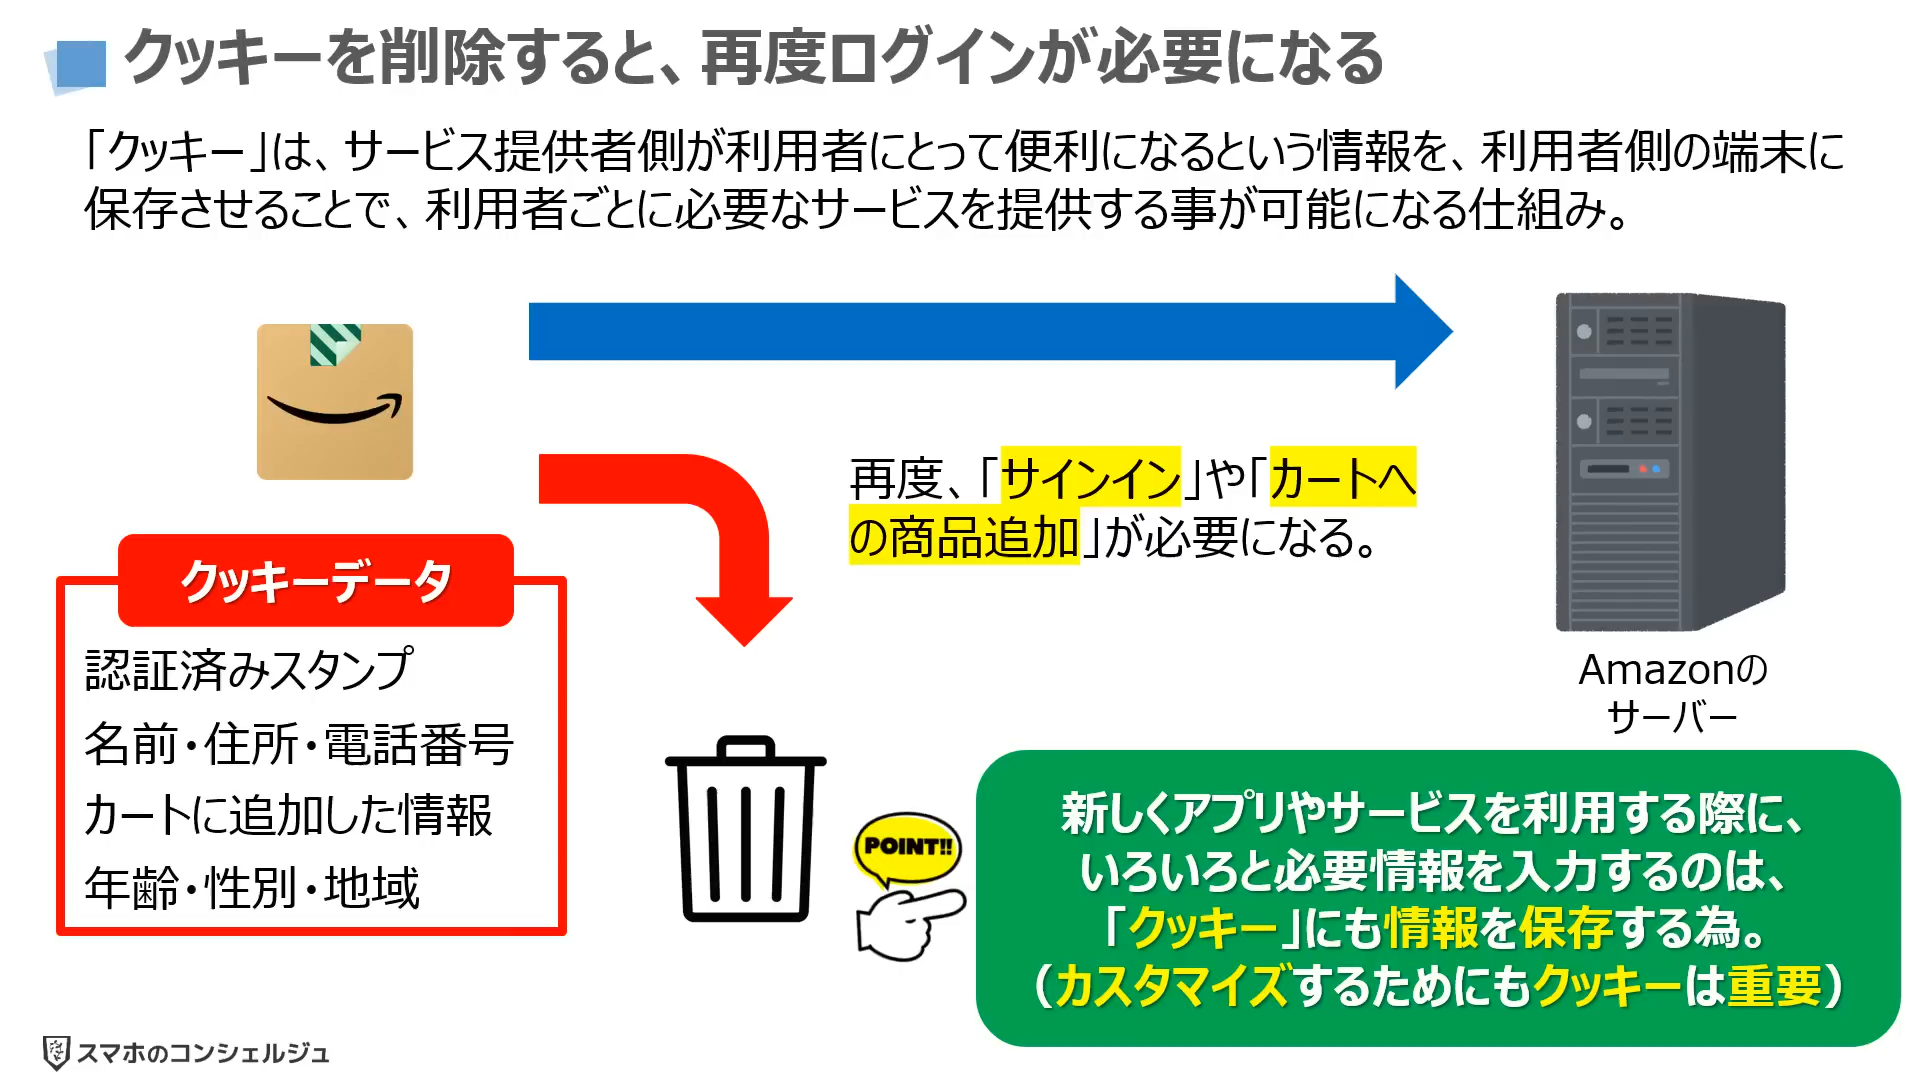 クッキーを削除すると、再度ログインが必要になる
「クッキー」は、サービス提供者側が利用者にとって便利になるという情報を、利用者側の端末に
保存させることで、利用者ごとに必要なサービスを提供する事が可能になる仕組み。
再度、「サインイン」や「カートへ
の商品追加」が必要になる。
クッキーデータ
認証済みスタンプ
名前・住所・電話番号
カートに追加した情報
年齢・性別・地域
Amazonの
サーバー
POINT!!
新しくアプリやサービスを利用する際に、
いろいろと必要情報を入力するのは、
「クッキー」にも情報を保存する為。
（カスタマイズするためにもクッキーは重要）
スマホのコンシェルジュ